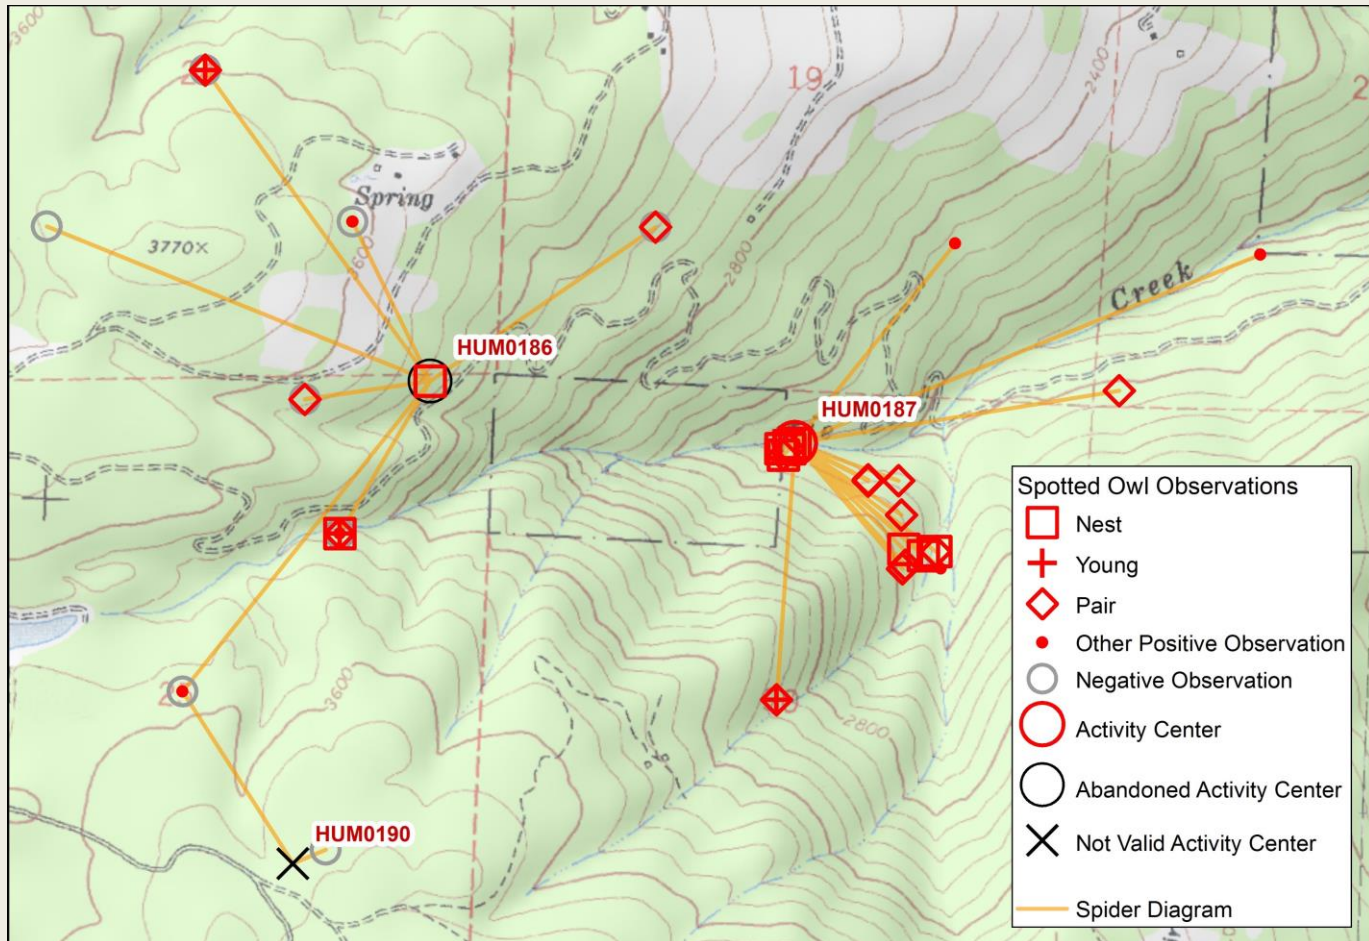 3600
19
2400
Spring
3770×
3600
2800
Creek
HUM0186
HUM0187
3600
2800
HUM0190
Spotted Owl Observations
Nest
Young
Pair
Other Positive Observation
Negative Observation
Activity Center
Abandoned Activity Center
Not Valid Activity Center
Spider Diagram